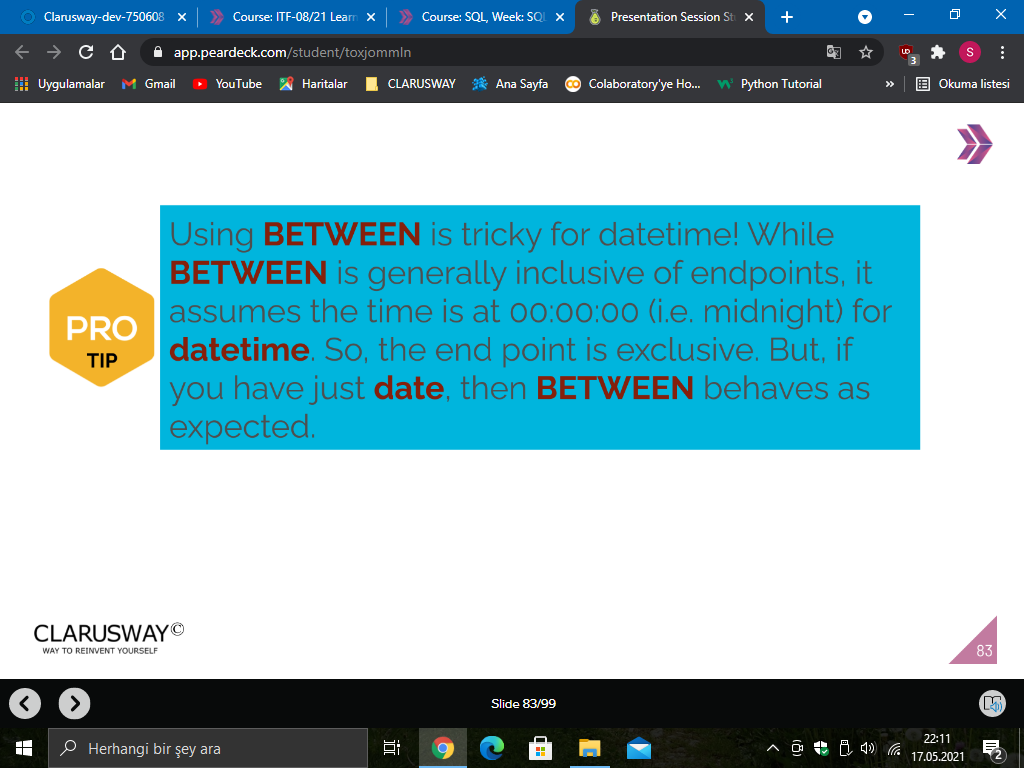 Clarusway-dev-750608
Course: ITF-08/21 Learn
Course: SQL, Week: SQL
Presentation Session St
app.peardeck.com/student/toxjommln
3
S
Uygulamalar
Gmail
YouTube
Haritalar
CLARUSWAY
Ana Sayfa
Colaboratory'ye Ho...
Python Tutorial
»
Okuma listesi
Using BETWEEN is tricky for datetime! While
BETWEEN is generally inclusive of endpoints, it
assumes the time is at 00:00:00 (i.e. midnight) for
datetime. So, the end point is exclusive. But, if
you have just date, then BETWEEN behaves as
expected.
PRO
TIP
CLARUSWAY©
WAY TO REINVENT YOURSELF
83
Slide 83/99
Herhangi bir şey ara
22:11
17.05.2021
2